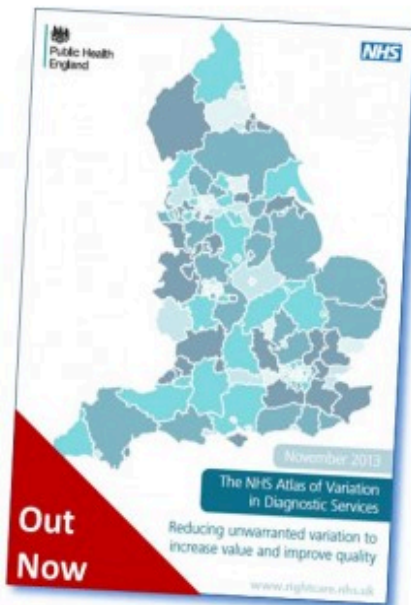 Public Health
England
NHS
November 2013
The NHS Atlas of Variation
in Diagnostic Services
Reducing unwarranted variation to
increase value and improve quality
www.rightcare.nhs.uk
Out
Now